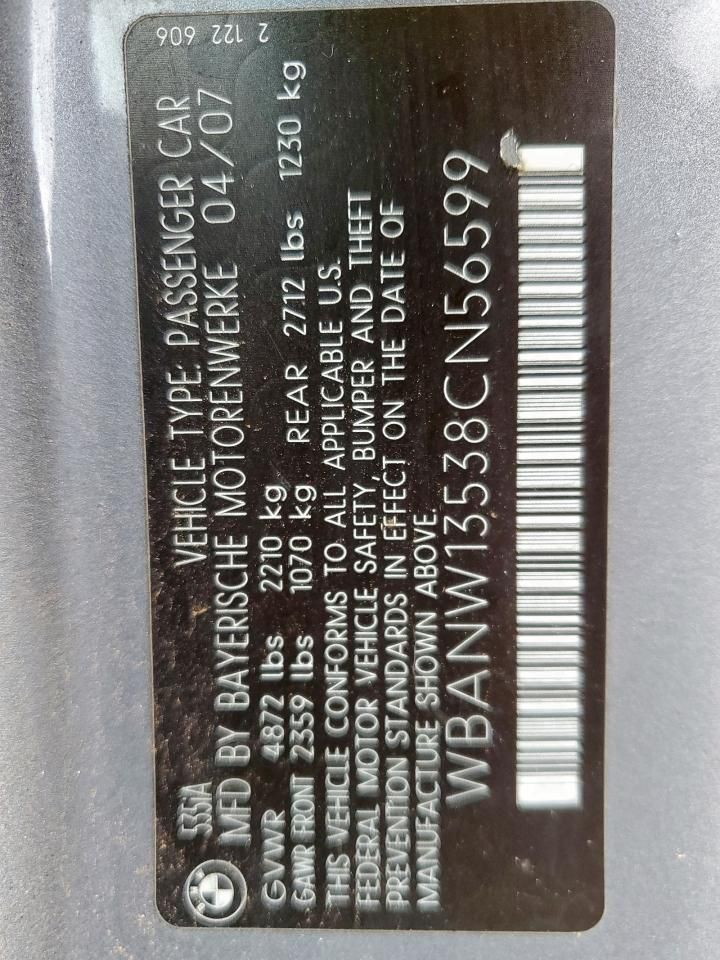 2 122 606
535iA
VEHICLE TYPE: PASSENGER CAR
MFD BY BAYERISCHE MOTORENWERKE 04/07
GVWR 4872 lbs 2210 kg
GAWR FRONT 2359 lbs 1070 kg, REAR 2712 lbs 1230 kg
THIS VEHICLE CONFORMS TO ALL APPLICABLE U.S.
FEDERAL MOTOR VEHICLE SAFETY, BUMPER AND THEFT
PREVENTION STANDARDS IN EFFECT ON THE DATE OF
MANUFACTURE SHOWN ABOVE
WBANW13538CN56599